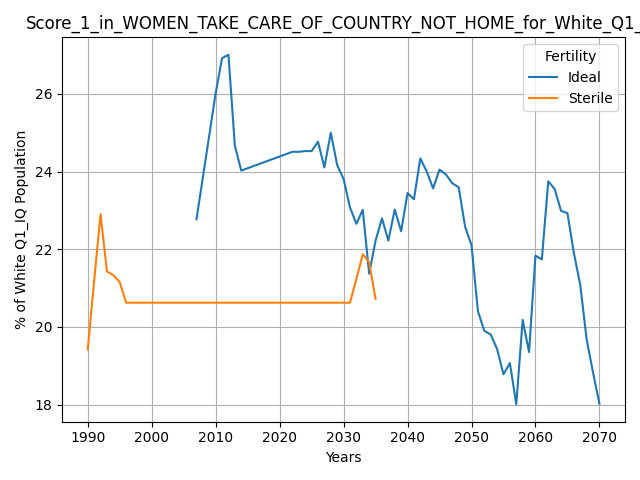 Score_1_in_WOMEN_TAKE_CARE_OF_COUNTRY_NOT_HOME_for_White_Q1_
Fertility
Ideal
Sterile
% of White Q1_IQ Population
26
24
22
20
18
1990 2000 2010 2020 2030 2040 2050 2060 2070
Years